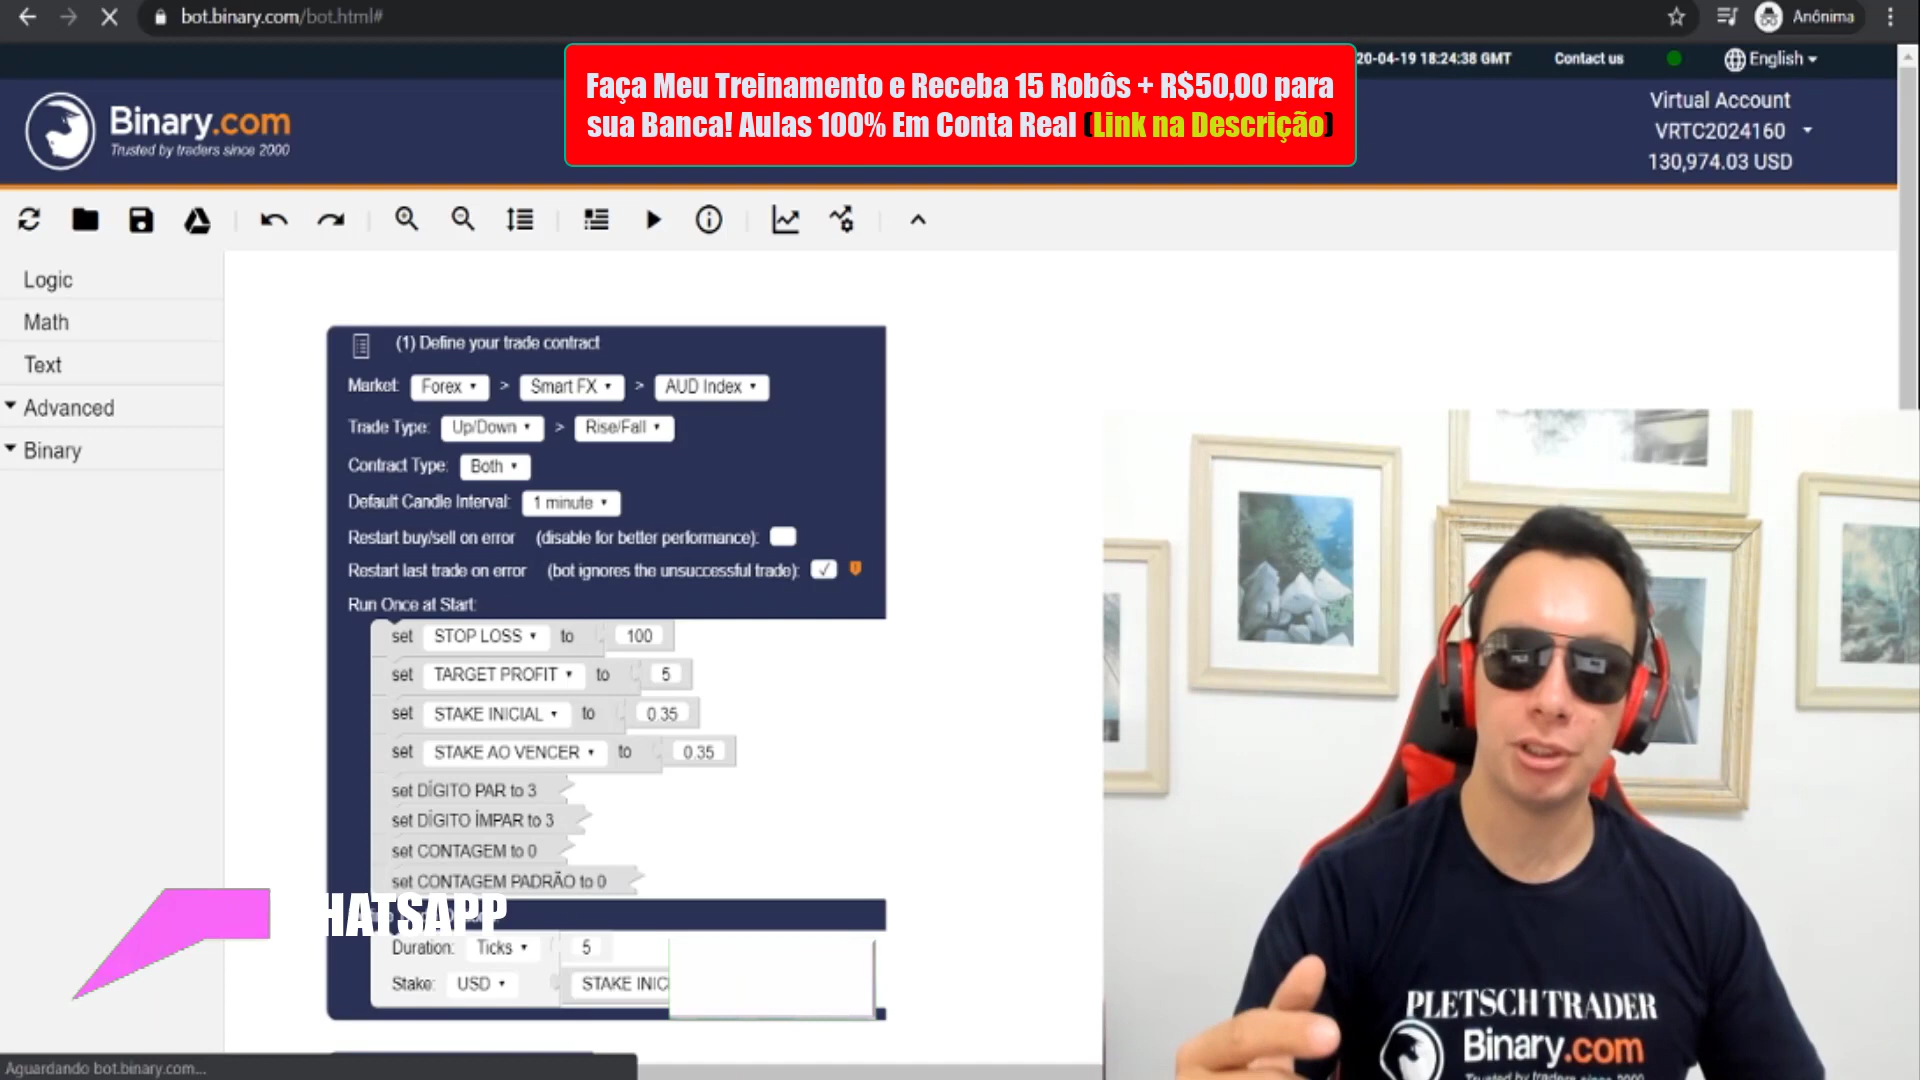 bot.binary.com/bot.html#
Anônima
20-04-19 18:24:38 GMT
Contact us
English
Faça Meu Treinamento e Receba 15 Robôs + R$50,00 para
sua Banca! Aulas 100% Em Conta Real (Link na Descrição)
Binary.com
Trusted by traders since 2000
Virtual Account
VRTC2024160
130,974.03 USD
Logic
Math
Text
Advanced
Binary
(1) Define your trade contract
Market: Forex > Smart FX > AUD Index
Trade Type: Up/Down > Rise/Fall
Contract Type: Both
Default Candle Interval: 1 minute
Restart buy/sell on error (disable for better performance):
Restart last trade on error (bot ignores the unsuccessful trade):
Run Once at Start:
set STOP LOSS to 100
set TARGET PROFIT to 5
set STAKE INICIAL to 0.35
set STAKE AO VENCER to 0.35
set DÍGITO PAR to 3
set DÍGITO ÍMPAR to 3
set CONTAGEM to 0
set CONTAGEM PADRÃO to 0
HATSAPP
Duration: Ticks 5
Stake: USD STAKE INIC
Aguardando bot.binary.com...
PLETSCH TRADER
Binary.com
Trusted by traders since 2000